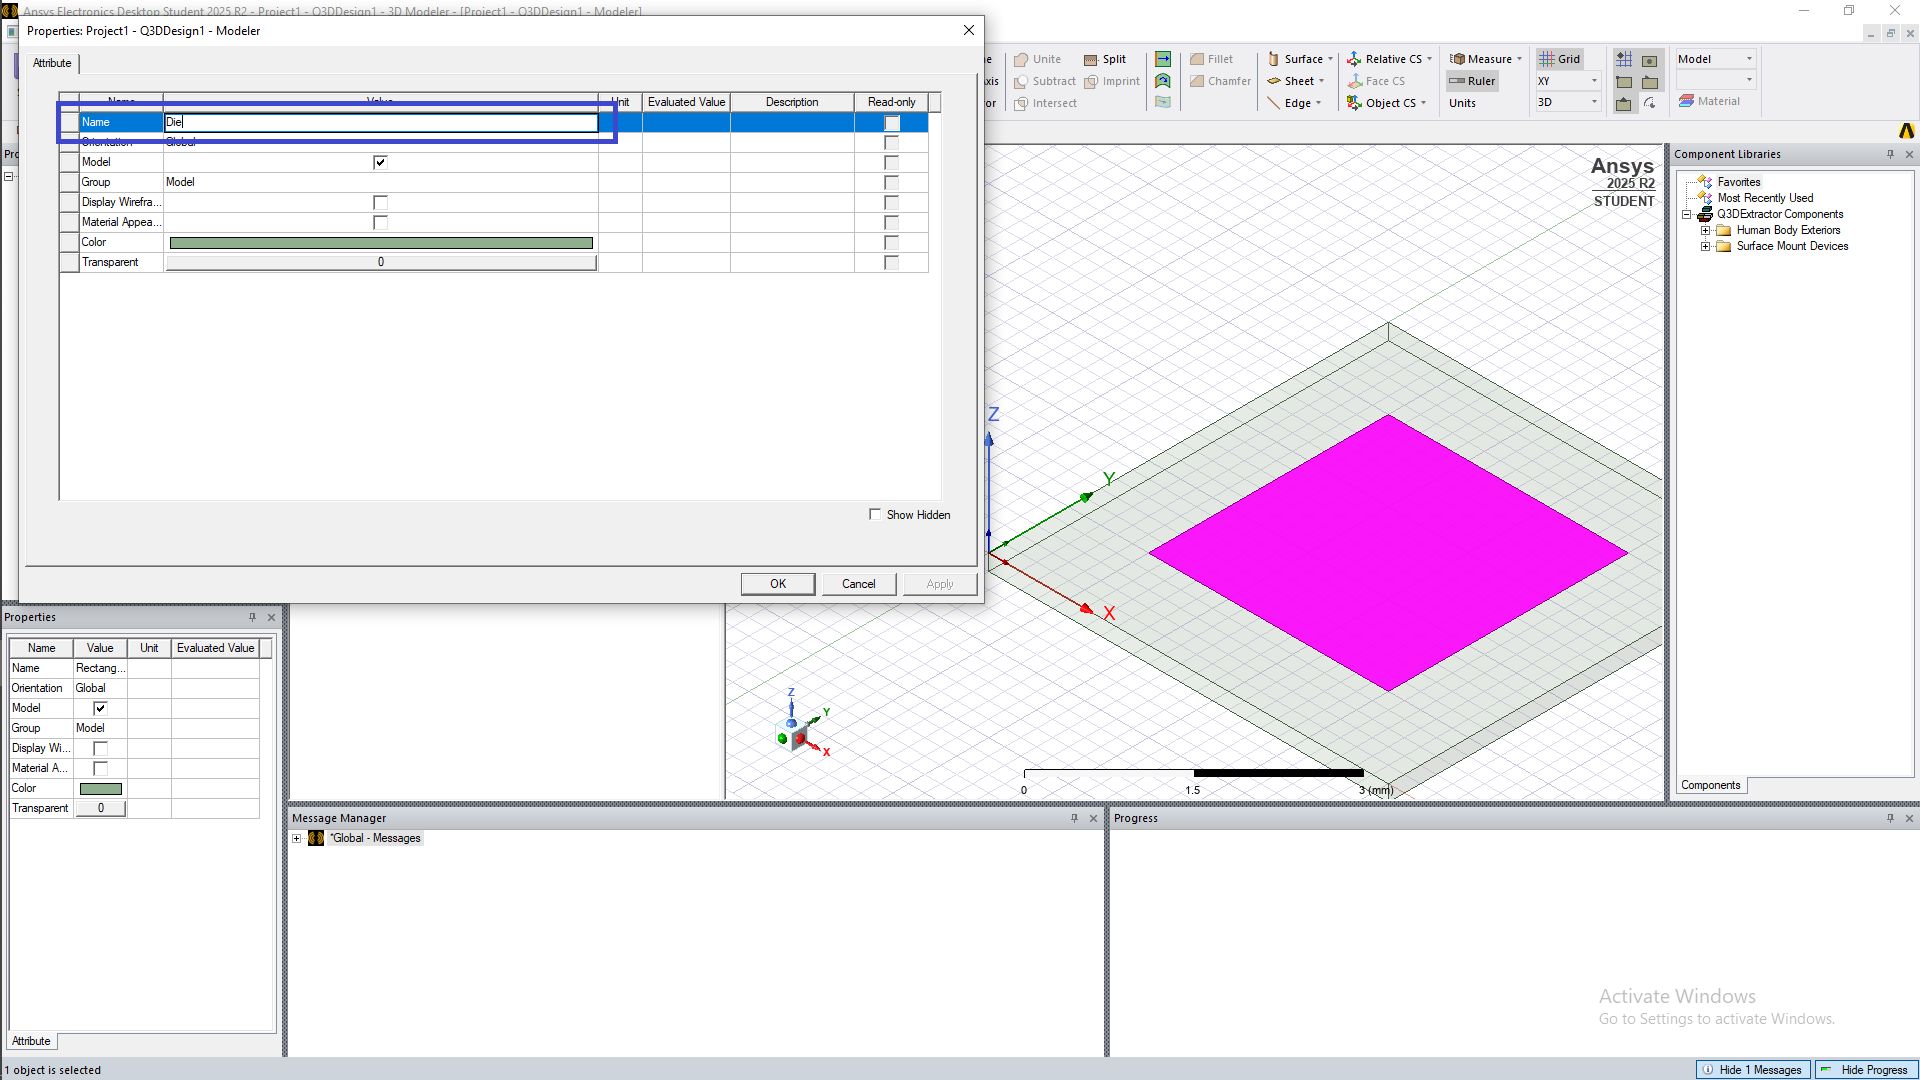 Ansys Electronics Desktop Student 2025 R2 - Project1 - Q3DDesign1 - 3D Modeler - [Project1 - Q3DDesign1 - Modeler]
Properties: Project1 - Q3DDesign1 - Modeler
Attribute
Name Value Unit Evaluated Value Description Read-only
Name Die
Orientation Global
Model
Group Model
Display Wirefra...
Material Appea...
Color
Transparent 0
Show Hidden
OK Cancel Apply
Unite Split Fillet Surface Relative CS Measure Grid Model
Subtract Imprint Chamfer Sheet Face CS Ruler XY
Intersect Edge Object CS Units 3D Material
Ansys
2025 R2
STUDENT
Z
Y
X
Z
Y
X
0 1.5 3 (mm)
Component Libraries
Favorites
Most Recently Used
Q3DExtractor Components
Human Body Exteriors
Surface Mount Devices
Components
Properties
Name Value Unit Evaluated Value
Name Rectang...
Orientation Global
Model
Group Model
Display Wi...
Material A...
Color
Transparent 0
Attribute
Message Manager
*Global - Messages
Progress
Activate Windows
Go to Settings to activate Windows.
1 object is selected
Hide 1 Messages Hide Progress